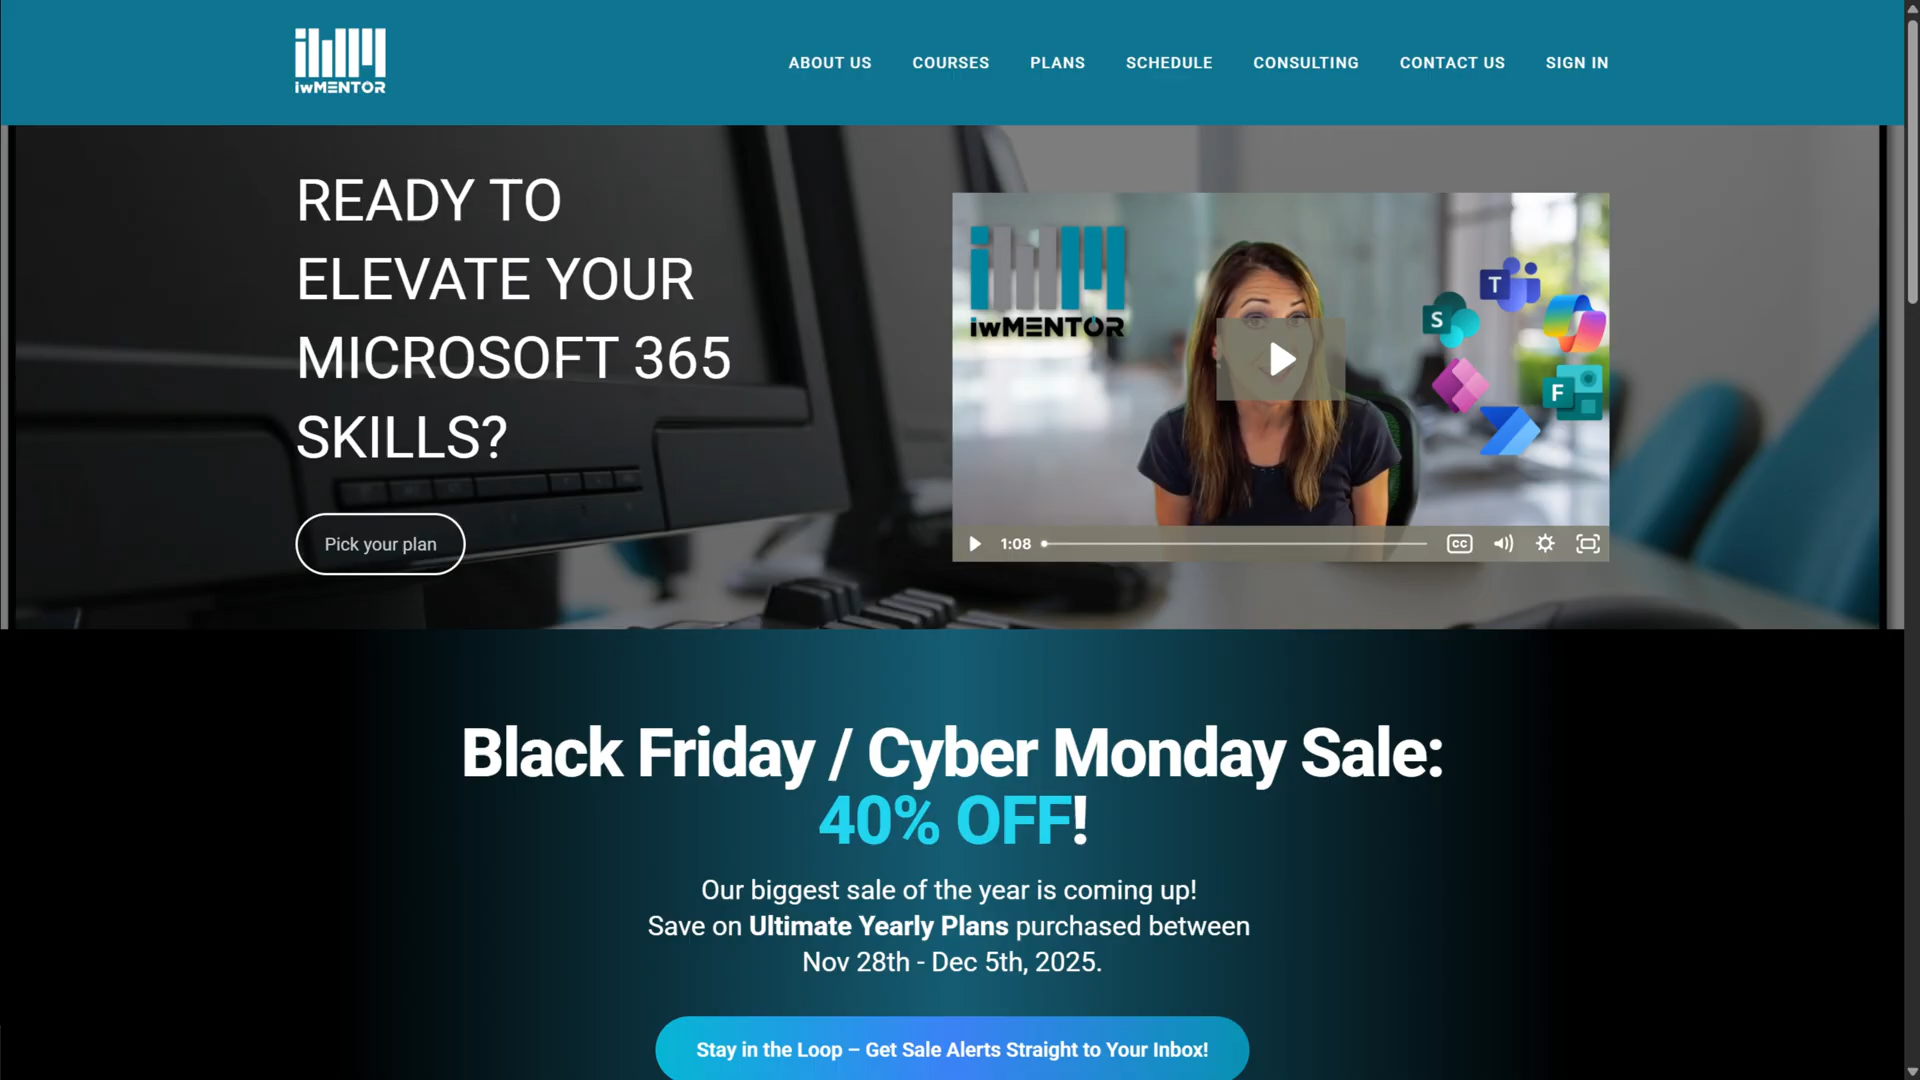 iwMENTOR
ABOUT US
COURSES
PLANS
SCHEDULE
CONSULTING
CONTACT US
SIGN IN
READY TO
ELEVATE YOUR
MICROSOFT 365
SKILLS?
Pick your plan
iwMENTOR
T
S
F
1:08
CC
Black Friday / Cyber Monday Sale:
40% OFF!
Our biggest sale of the year is coming up!
Save on Ultimate Yearly Plans purchased between
Nov 28th - Dec 5th, 2025.
Stay in the Loop – Get Sale Alerts Straight to Your Inbox!